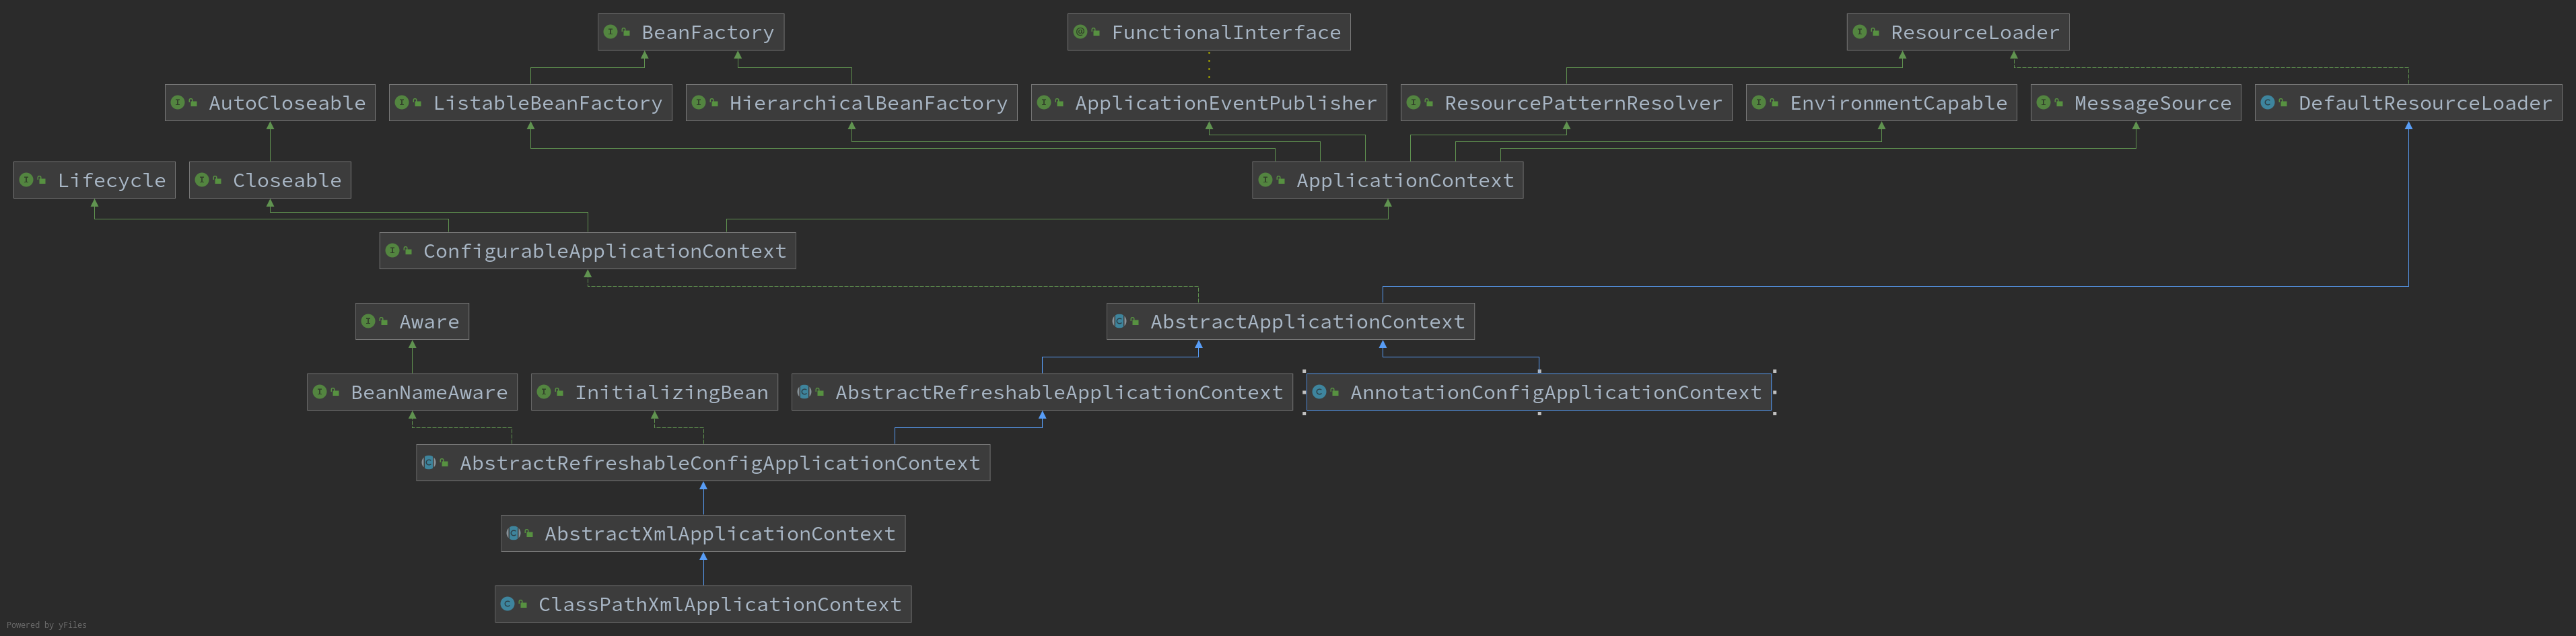 BeanFactory
FunctionalInterface
ResourceLoader
AutoCloseable
ListableBeanFactory
HierarchicalBeanFactory
ApplicationEventPublisher
ResourcePatternResolver
EnvironmentCapable
MessageSource
DefaultResourceLoader
Lifecycle
Closeable
ApplicationContext
ConfigurableApplicationContext
Aware
AbstractApplicationContext
BeanNameAware
InitializingBean
AbstractRefreshableApplicationContext
AnnotationConfigApplicationContext
AbstractRefreshableConfigApplicationContext
AbstractXmlApplicationContext
ClassPathXmlApplicationContext
Powered by yFiles